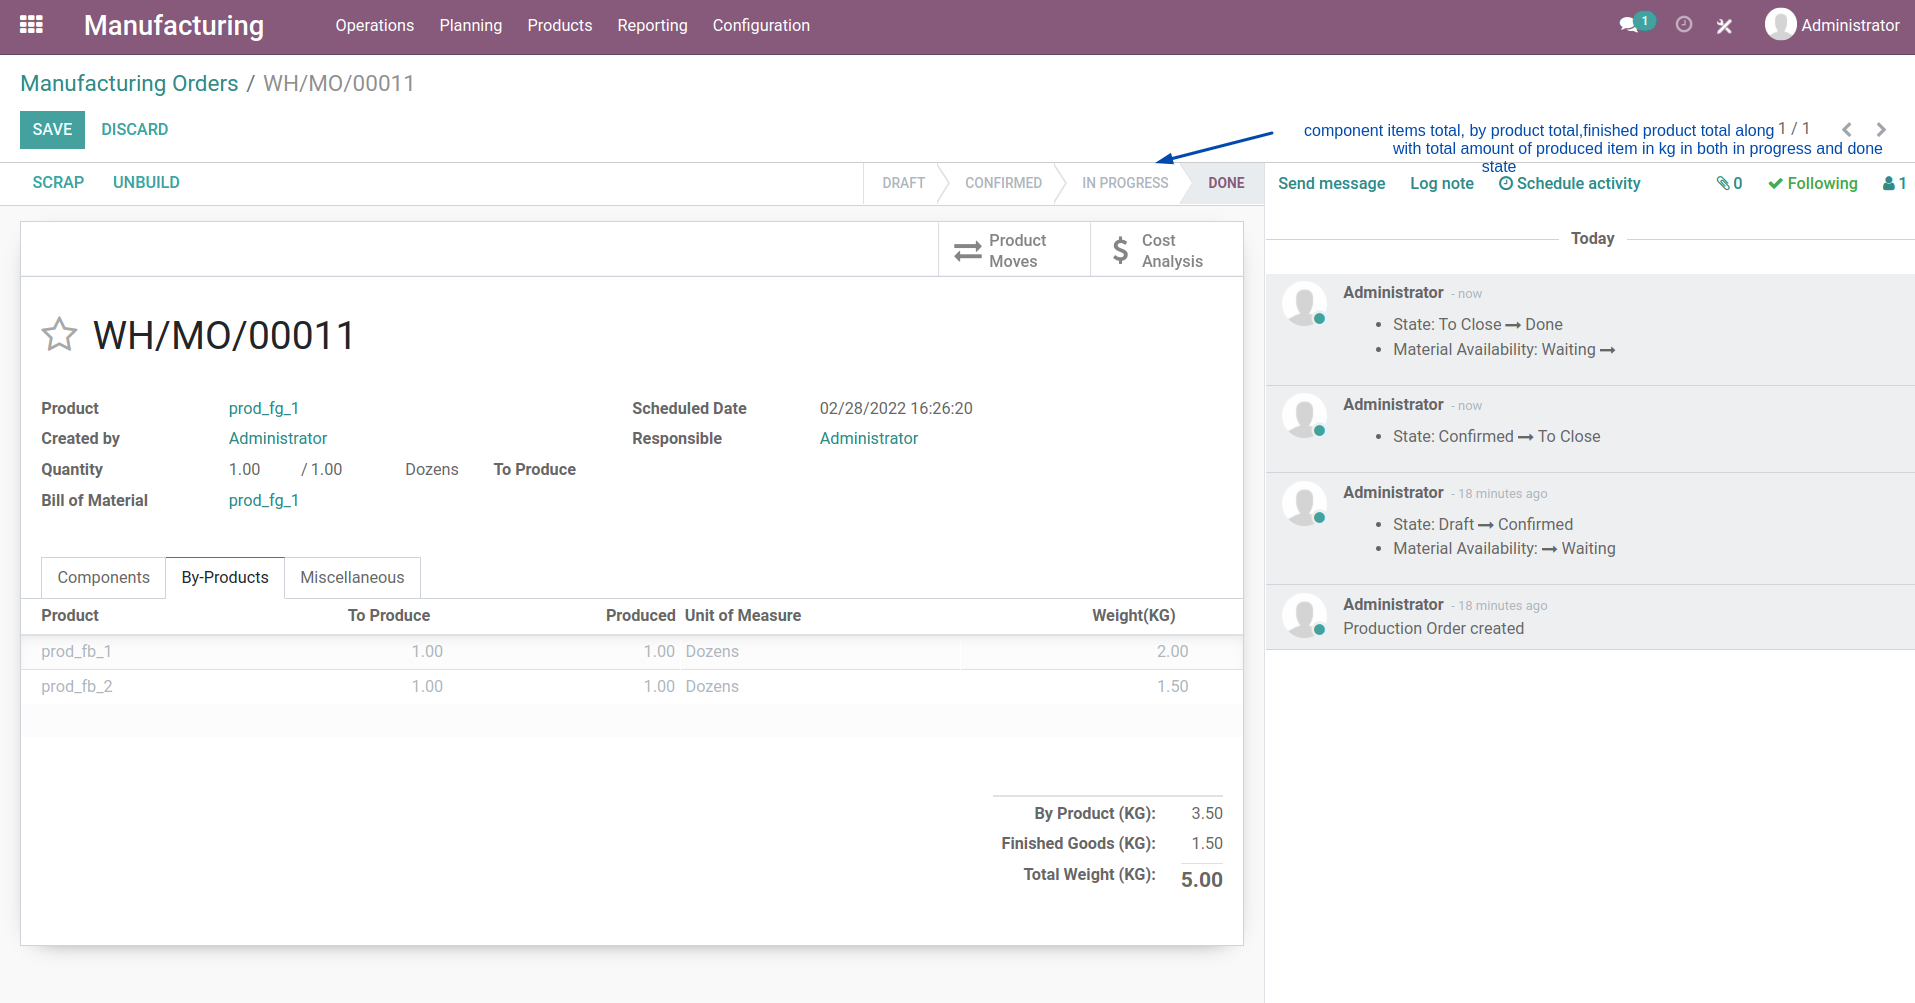 Manufacturing Operations Planning Products Reporting Configuration 1 Administrator
Manufacturing Orders / WH/MO/00011
SAVE DISCARD
component items total, by product total,finished product total along 1 / 1
with total amount of produced item in kg in both in progress and done
state
SCRAP UNBUILD DRAFT CONFIRMED IN PROGRESS DONE
Send message Log note Schedule activity 0 Following 1
Product
Moves
Cost
Analysis
WH/MO/00011
Product prod_fg_1 Scheduled Date 02/28/2022 16:26:20
Created by Administrator Responsible Administrator
Quantity 1.00 / 1.00 Dozens To Produce
Bill of Material prod_fg_1
Components By-Products Miscellaneous
Product To Produce Produced Unit of Measure Weight(KG)
prod_fb_1 1.00 1.00 Dozens 2.00
prod_fb_2 1.00 1.00 Dozens 1.50
By Product (KG): 3.50
Finished Goods (KG): 1.50
Total Weight (KG): 5.00
Today
Administrator - now
• State: To Close ➞ Done
• Material Availability: Waiting ➞
Administrator - now
• State: Confirmed ➞ To Close
Administrator - 18 minutes ago
• State: Draft ➞ Confirmed
• Material Availability: ➞ Waiting
Administrator - 18 minutes ago
Production Order created